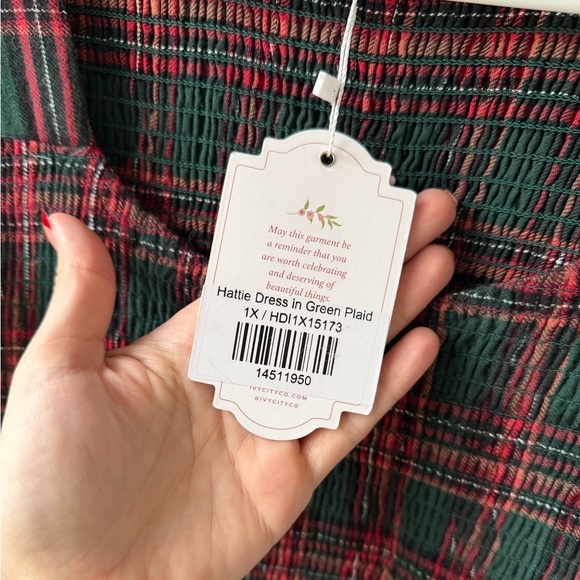 May this garment be
a reminder that you
are worth celebrating
and deserving of
beautiful things.
Hattie Dress in Green Plaid
1X / HDI1X15173
14511950
IVYCITYCO.COM
@IVYCITYCO